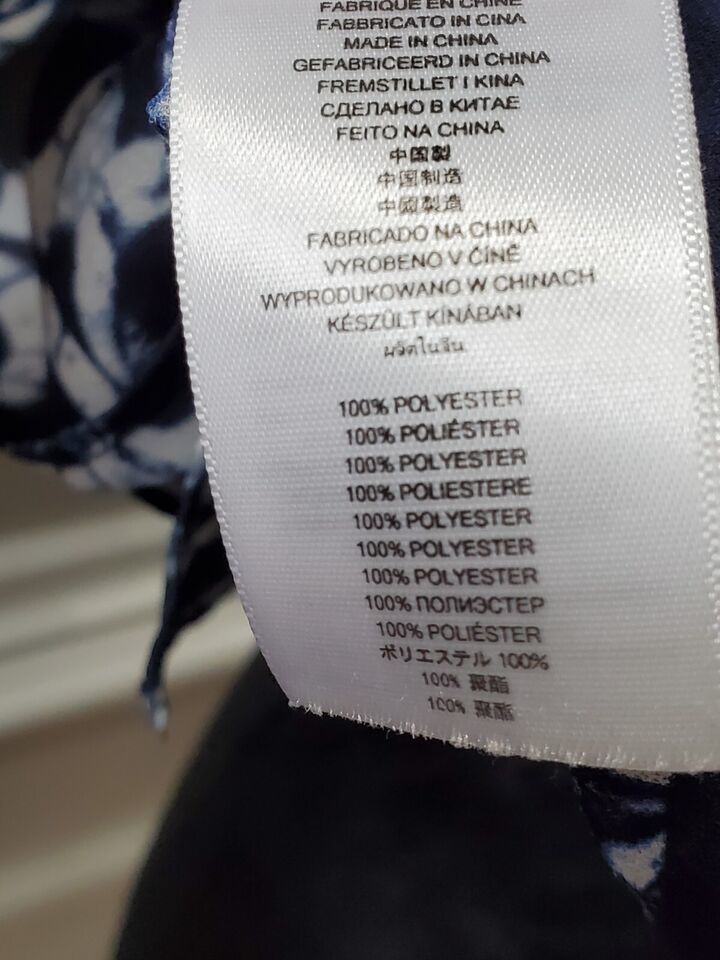 FABRIQUÉ EN CHINE
FABBRICATO IN CINA
MADE IN CHINA
GEFABRICEERD IN CHINA
FREMSTILLET I KINA
СДЕЛАНО В КИТАЕ
FEITO NA CHINA
中国製
中国制造
中國製造
FABRICADO NA CHINA
VYROBENO V ČÍNĚ
WYPRODUKOWANO W CHINACH
KÉSZÜLT KÍNÁBAN
ผลิตในจีน
100% POLYESTER
100% POLIÉSTER
100% POLYESTER
100% POLIESTERE
100% POLYESTER
100% POLYESTER
100% POLYESTER
100% ПОЛИЭСТЕР
100% POLIÉSTER
ポリエステル 100%
100% 聚酯
100% 聚酯